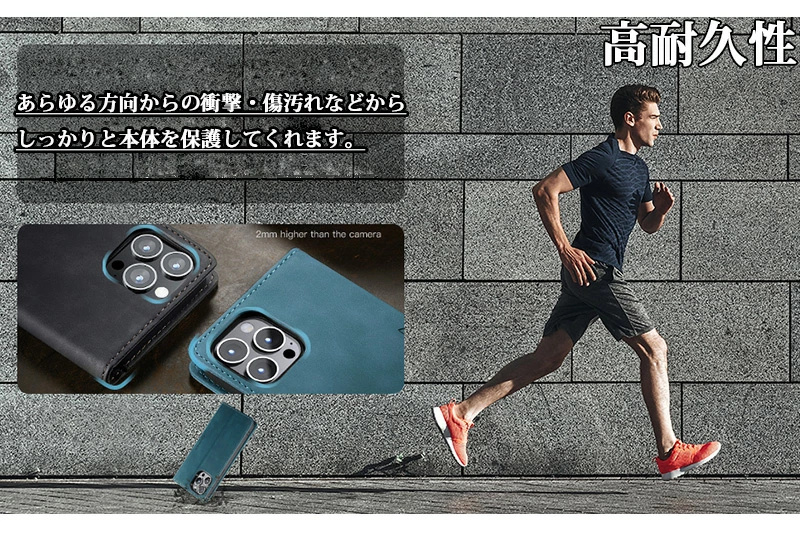 高耐久性
あらゆる方向からの衝撃・傷汚れなどから
しっかりと本体を保護してくれます。
2mm higher than the camera